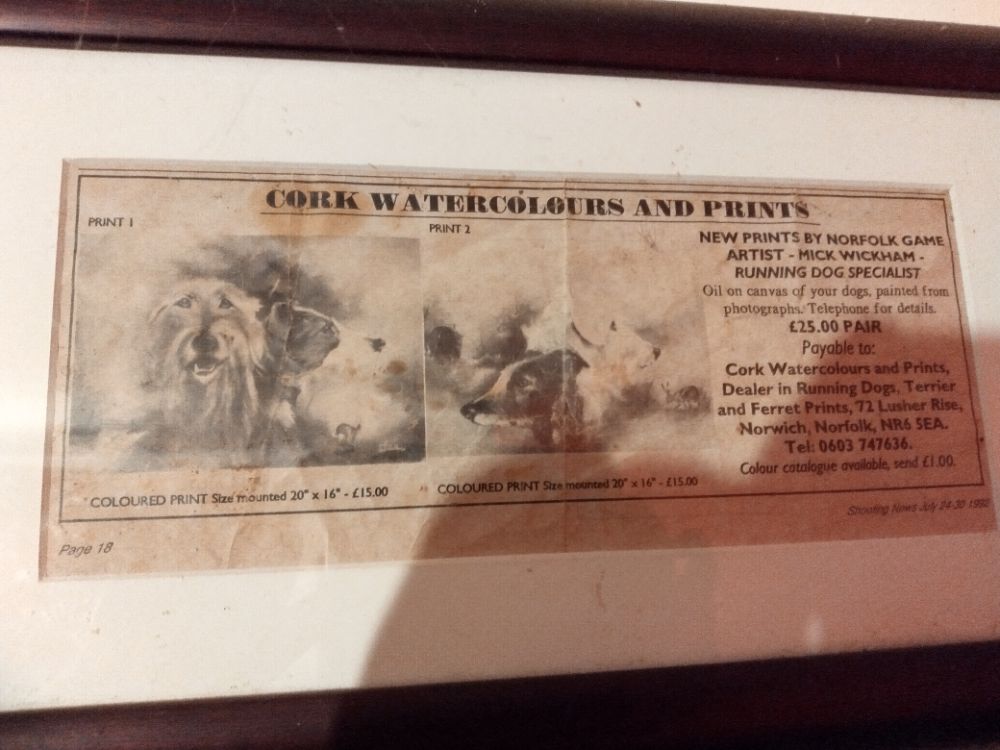 CORK WATERCOLOURS AND PRINTS
PRINT 1
PRINT 2
NEW PRINTS BY NORFOLK GAME
ARTIST - MICK WICKHAM -
RUNNING DOG SPECIALIST
Oil on canvas of your dogs, painted from
photographs. Telephone for details.
£25.00 PAIR
Payable to:
Cork Watercolours and Prints,
Dealer in Running Dogs, Terrier
and Ferret Prints, 72 Lusher Rise,
Norwich, Norfolk, NR6 5EA.
Tel: 0603 747636.
Colour catalogue available, send £1.00.
COLOURED PRINT Size mounted 20" x 16" - £15.00
COLOURED PRINT Size mounted 20" x 16" - £15.00
Page 18
Shooting News July 24-30 1992